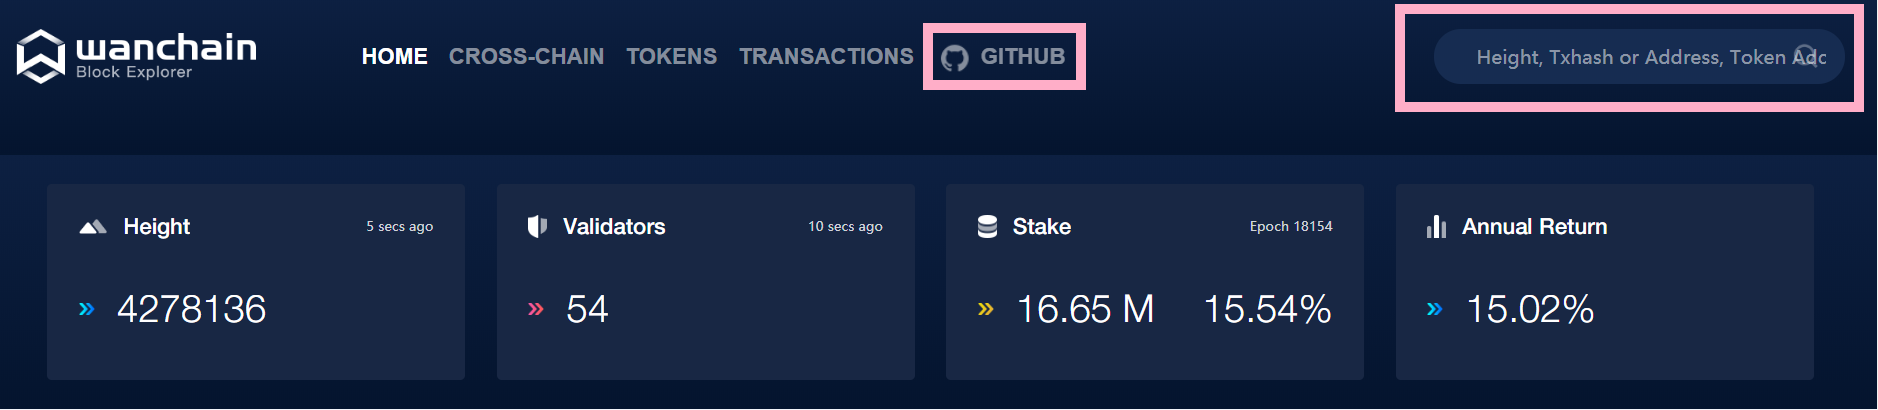 wanchain
Block Explorer
HOME CROSS-CHAIN TOKENS TRANSACTIONS GITHUB
Height, Txhash or Address, Token Adc
Height 5 secs ago
4278136
Validators 10 secs ago
54
Stake Epoch 18154
16.65 M 15.54%
Annual Return
15.02%